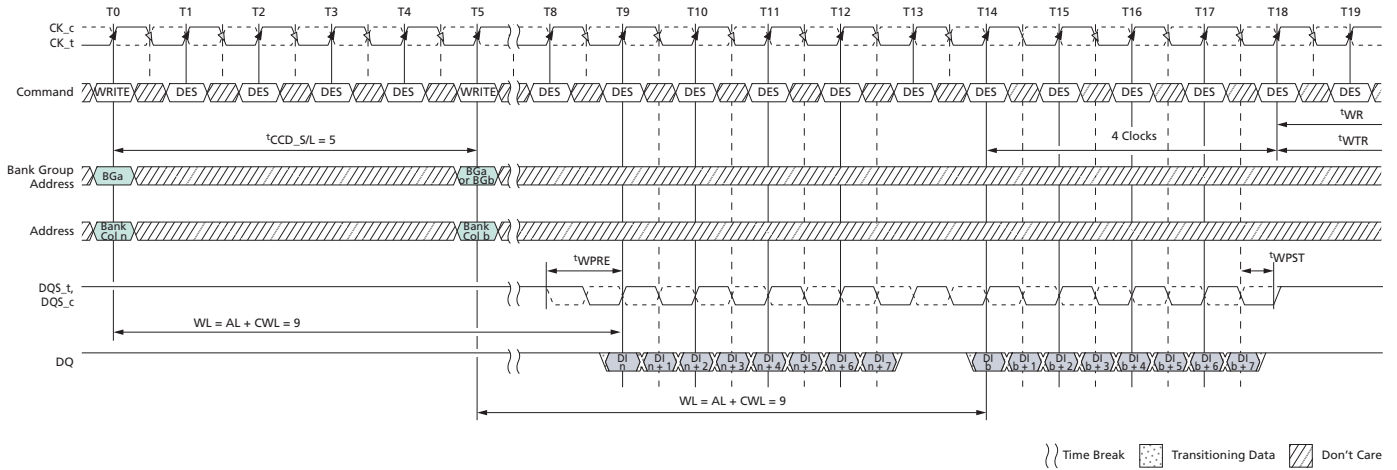 T0 T1 T2 T3 T4 T5 T8 T9 T10 T11 T12 T13 T14 T15 T16 T17 T18 T19
CK_c
CK_t
Command WRITE DES DES DES DES WRITE DES DES DES DES DES DES DES DES DES DES DES DES
tWR
tCCD_S/L = 5
4 Clocks
tWTR
Bank Group
Address
BGa
BGa
or BGb
Address
Bank
Col n
Bank
Col b
tWPRE
tWPST
DQS_t,
DQS_c
WL = AL + CWL = 9
DQ
DI
n
DI
n + 1
DI
n + 2
DI
n + 3
DI
n + 4
DI
n + 5
DI
n + 6
DI
n + 7
DI
b
DI
b + 1
DI
b + 2
DI
b + 3
DI
b + 4
DI
b + 5
DI
b + 6
DI
b + 7
WL = AL + CWL = 9
Time Break Transitioning Data Don't Care